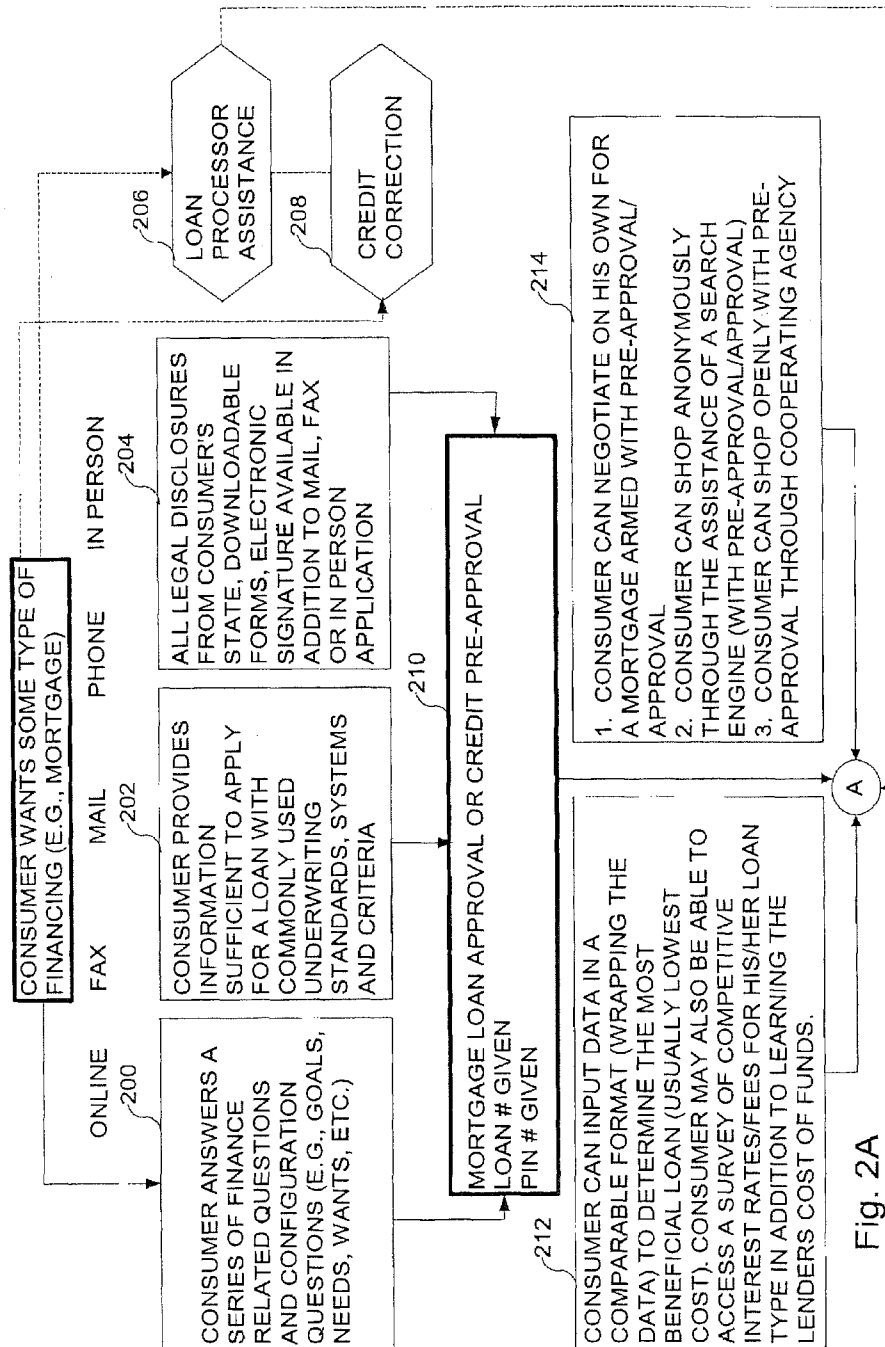 CONSUMER WANTS SOME TYPE OF
FINANCING (E.G., MORTGAGE)
ONLINE
FAX
MAIL
PHONE
IN PERSON
200
CONSUMER ANSWERS A
SERIES OF FINANCE
RELATED QUESTIONS
AND CONFIGURATION
QUESTIONS (E.G., GOALS,
NEEDS, WANTS, ETC.)
202
CONSUMER PROVIDES
INFORMATION
SUFFICIENT TO APPLY
FOR A LOAN WITH
COMMONLY USED
UNDERWRITING
STANDARDS, SYSTEMS
AND CRITERIA
204
ALL LEGAL DISCLOSURES
FROM CONSUMER'S
STATE, DOWNLOADABLE
FORMS, ELECTRONIC
SIGNATURE AVAILABLE IN
ADDITION TO MAIL, FAX
OR IN PERSON
APPLICATION
206
LOAN
PROCESSOR
ASSISTANCE
208
CREDIT
CORRECTION
210
MORTGAGE LOAN APPROVAL OR CREDIT PRE-APPROVAL
LOAN # GIVEN
PIN # GIVEN
212
CONSUMER CAN INPUT DATA IN A
COMPARABLE FORMAT (WRAPPING THE
DATA) TO DETERMINE THE MOST
BENEFICIAL LOAN (USUALLY LOWEST
COST). CONSUMER MAY ALSO BE ABLE TO
ACCESS A SURVEY OF COMPETITIVE
INTEREST RATES/FEES FOR HIS/HER LOAN
TYPE IN ADDITION TO LEARNING THE
LENDERS COST OF FUNDS.
214
1. CONSUMER CAN NEGOTIATE ON HIS OWN FOR
A MORTGAGE ARMED WITH PRE-APPROVAL/
APPROVAL
2. CONSUMER CAN SHOP ANONYMOUSLY
THROUGH THE ASSISTANCE OF A SEARCH
ENGINE (WITH PRE-APPROVAL/APPROVAL)
3. CONSUMER CAN SHOP OPENLY WITH PRE-
APPROVAL THROUGH COOPERATING AGENCY
A
Fig. 2A